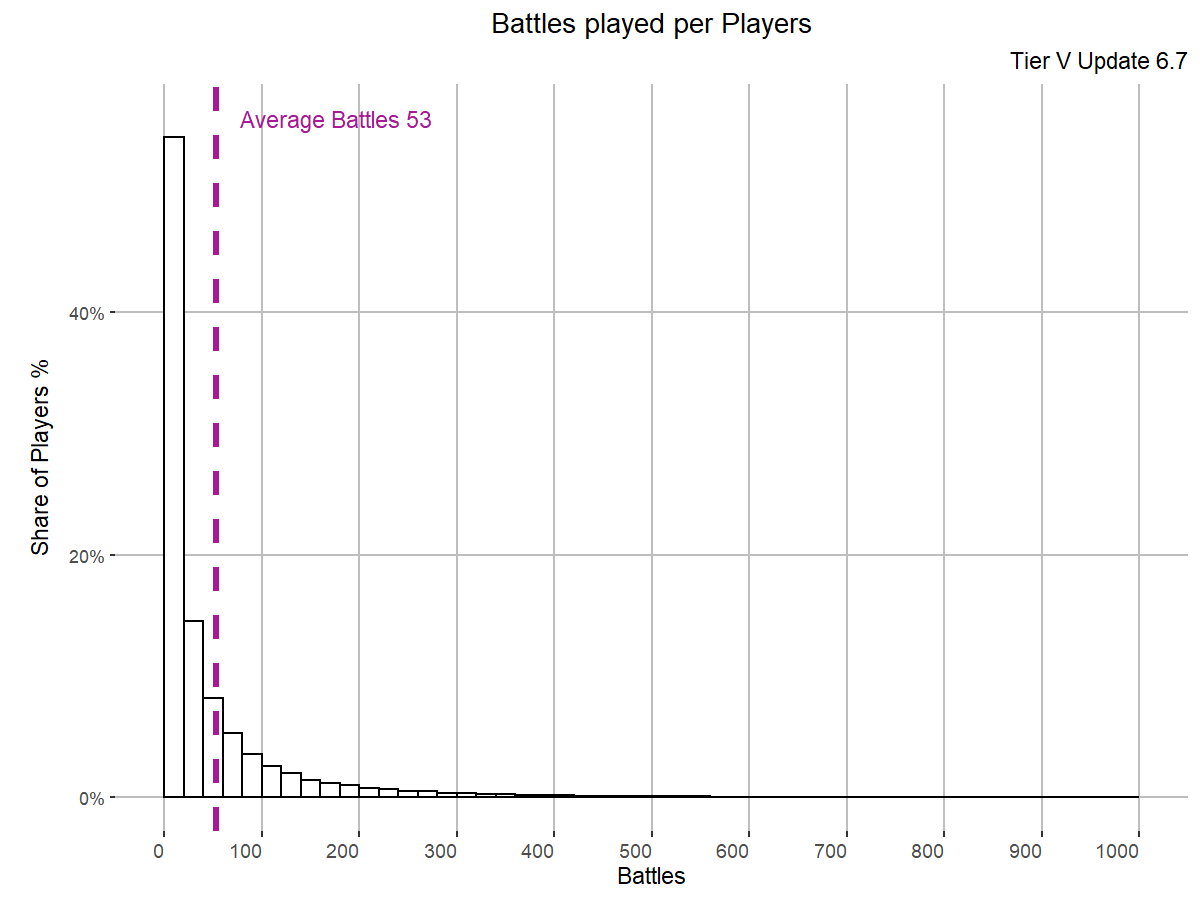 Battles played per Players
Tier V Update 6.7
Average Battles 53
Share of Players %
40%
20%
0%
0 100 200 300 400 500 600 700 800 900 1000
Battles